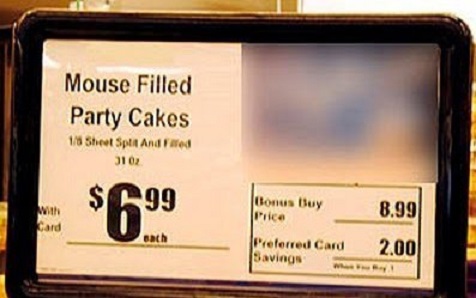 Mouse Filled
Party Cakes
1/8 Sheet Split And Filled
31 Oz.
With
Card
$6.99
each
Bonus Buy
Price
8.99
Preferred Card
Savings
2.00
When You Buy 1